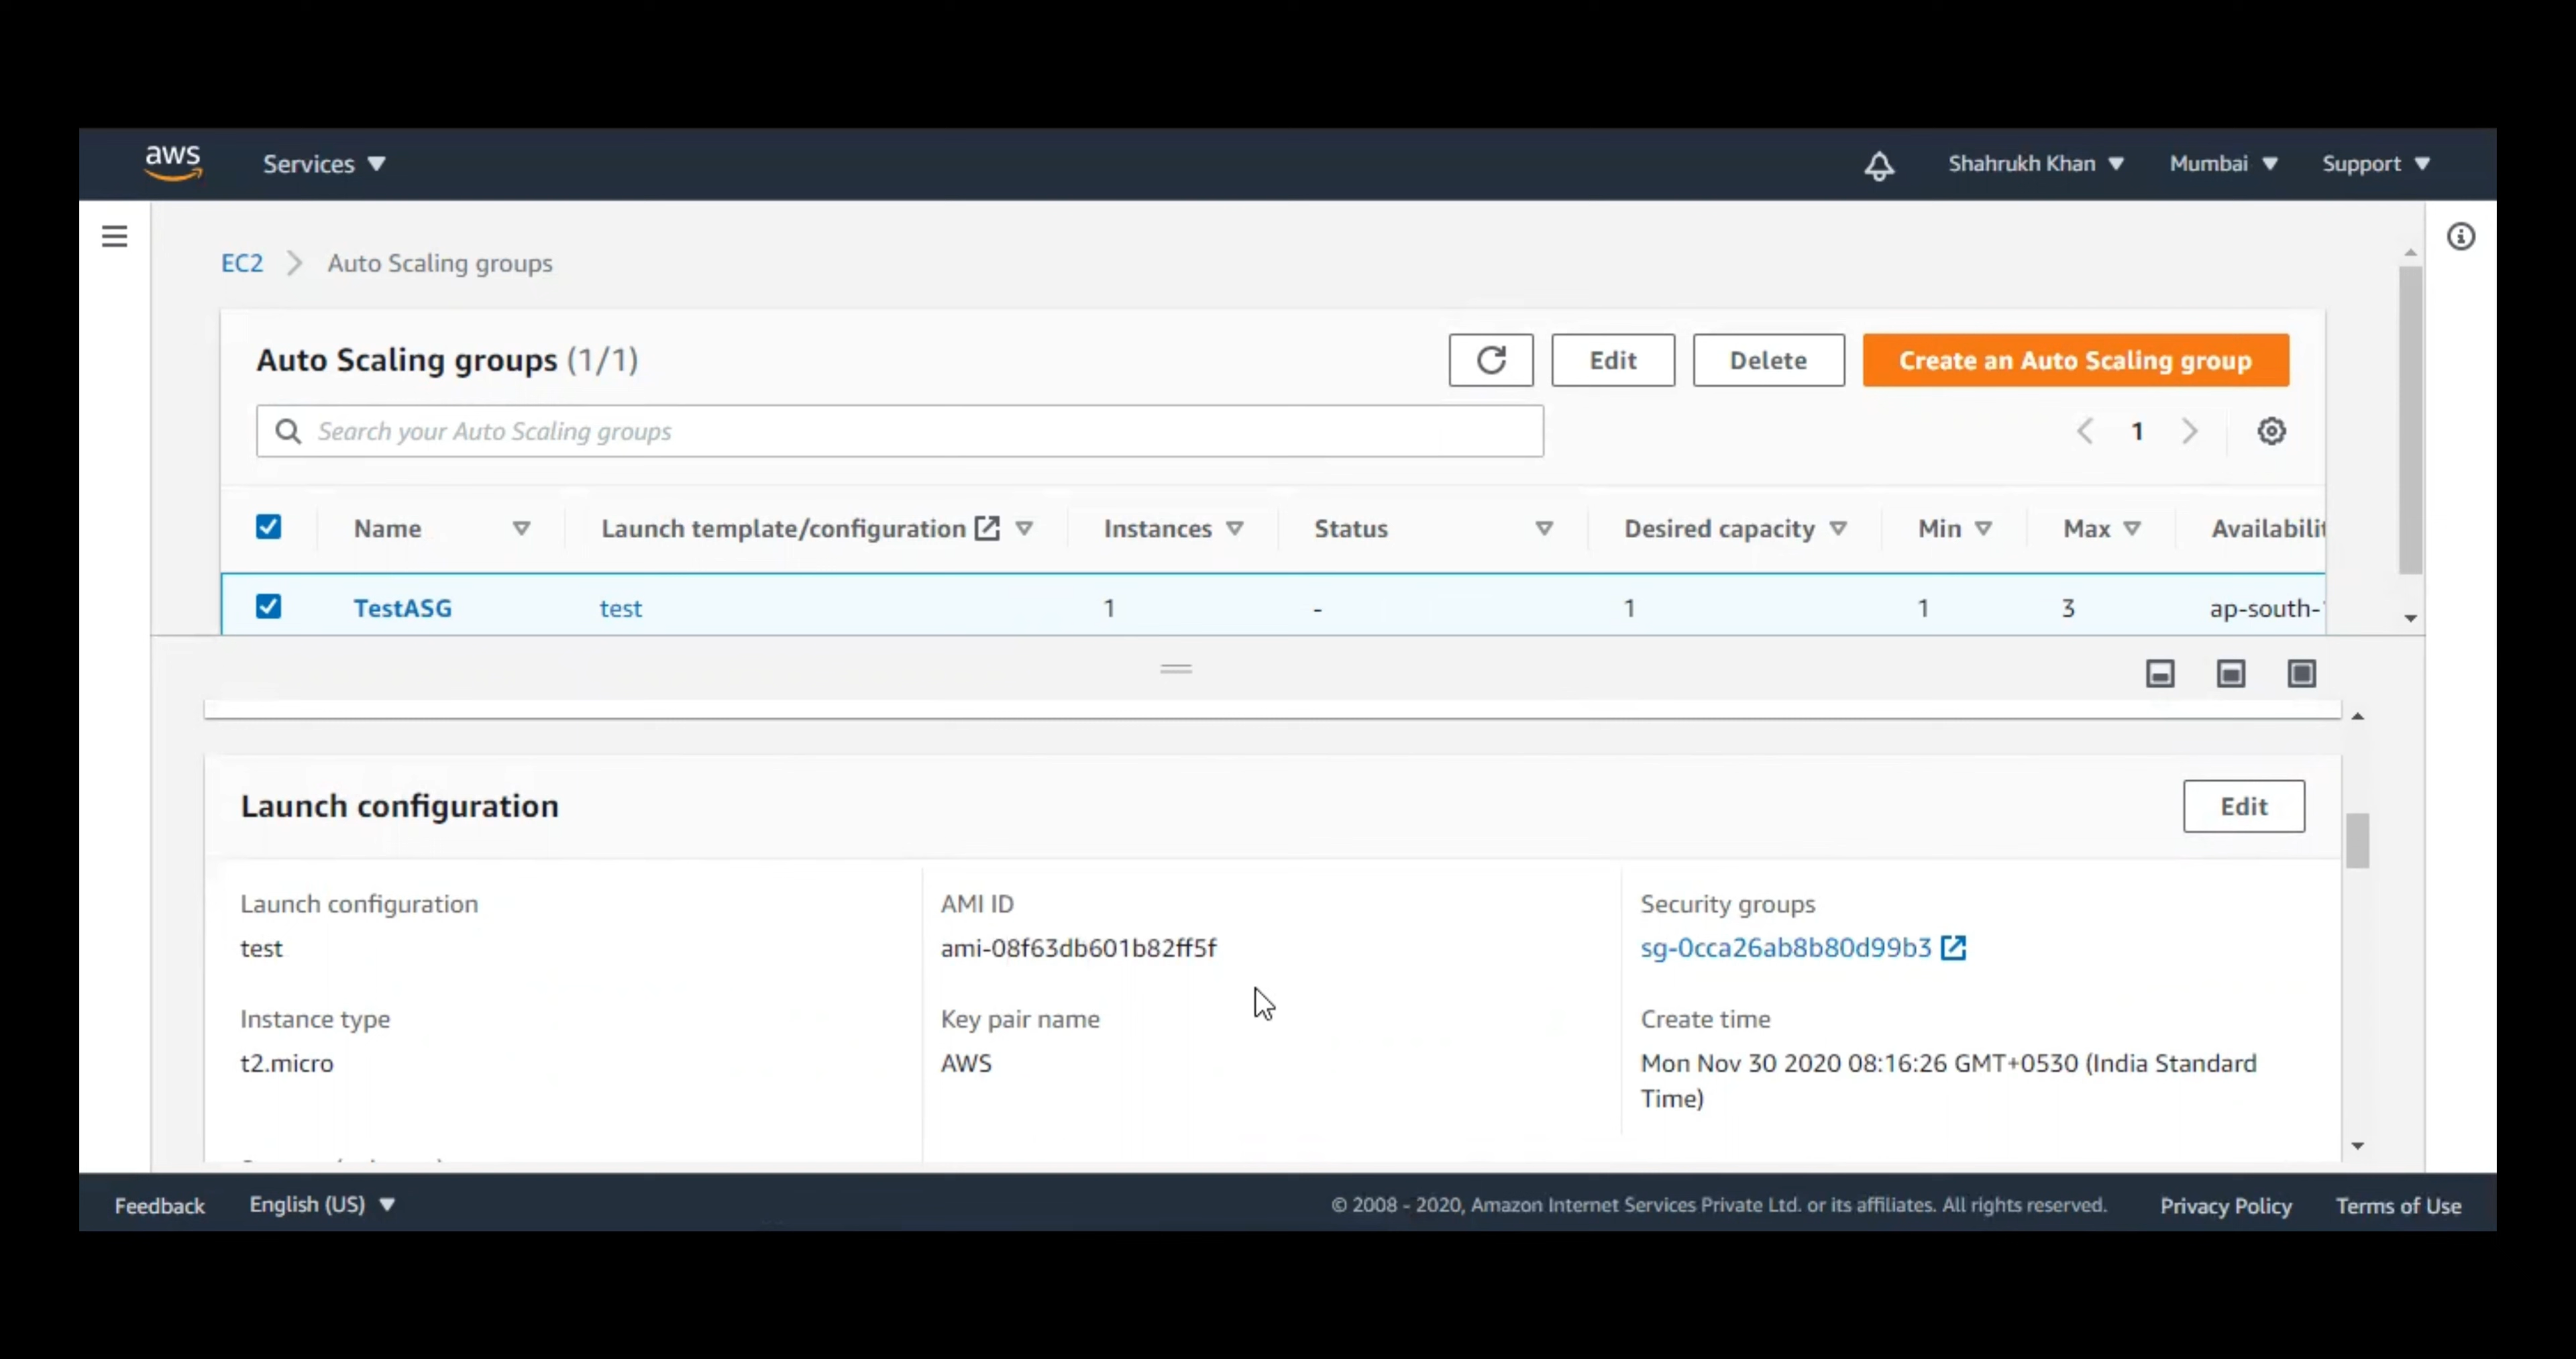 aws Services Shahrukh Khan Mumbai Support
EC2 Auto Scaling groups
Auto Scaling groups (1/1) Edit Delete Create an Auto Scaling group
Search your Auto Scaling groups 1
Name Launch template/configuration Instances Status Desired capacity Min Max Availabilit
TestASG test 1 - 1 1 3 ap-south-
Launch configuration Edit
Launch configuration AMI ID Security groups
test ami-08f63db601b82ff5f sg-0cca26ab8b80d99b3
Instance type Key pair name Create time
t2.micro AWS Mon Nov 30 2020 08:16:26 GMT+0530 (India Standard
Time)
Feedback English (US) © 2008 - 2020, Amazon Internet Services Private Ltd. or its affiliates. All rights reserved. Privacy Policy Terms of Use